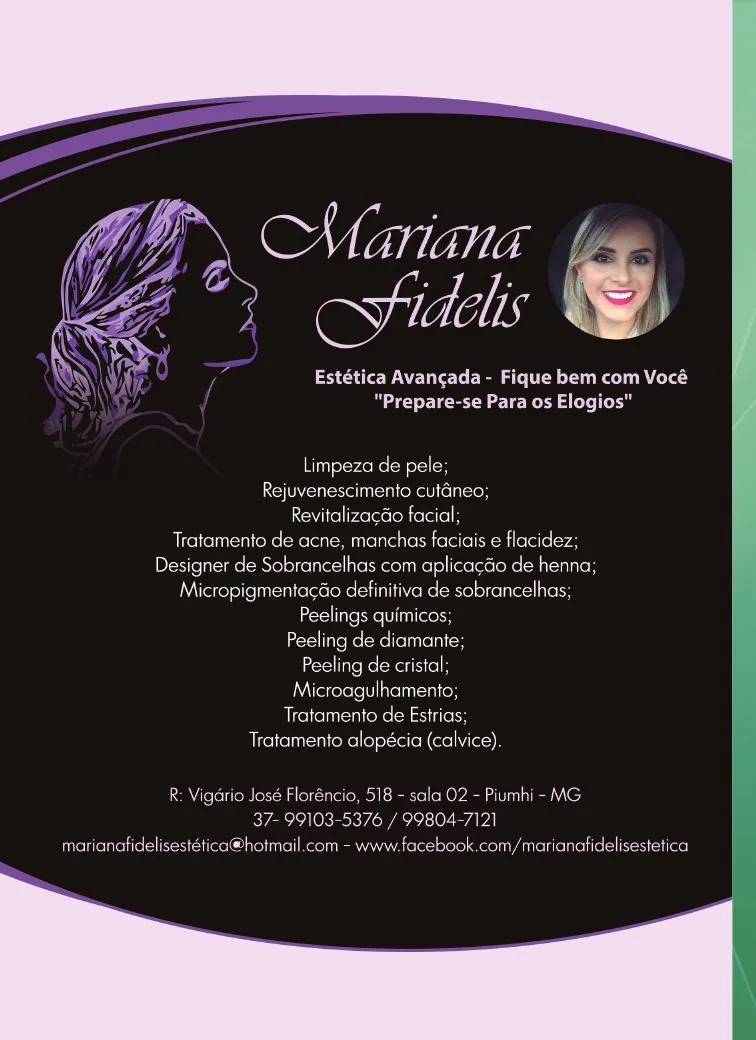 Mariana
Fidelis
Estética Avançada - Fique bem com Você
"Prepare-se Para os Elogios"
Limpeza de pele;
Rejuvenescimento cutâneo;
Revitalização facial;
Tratamento de acne, manchas faciais e flacidez;
Designer de Sobrancelhas com aplicação de henna;
Micropigmentação definitiva de sobrancelhas;
Peelings químicos;
Peeling de diamante;
Peeling de cristal;
Microagulhamento;
Tratamento de Estrias;
Tratamento alopécia (calvice).
R: Vigário José Florêncio, 518 - sala 02 - Piumhi - MG
37- 99103-5376 / 99804-7121
marianafidelisestética@hotmail.com - www.facebook.com/marianafidelisestetica